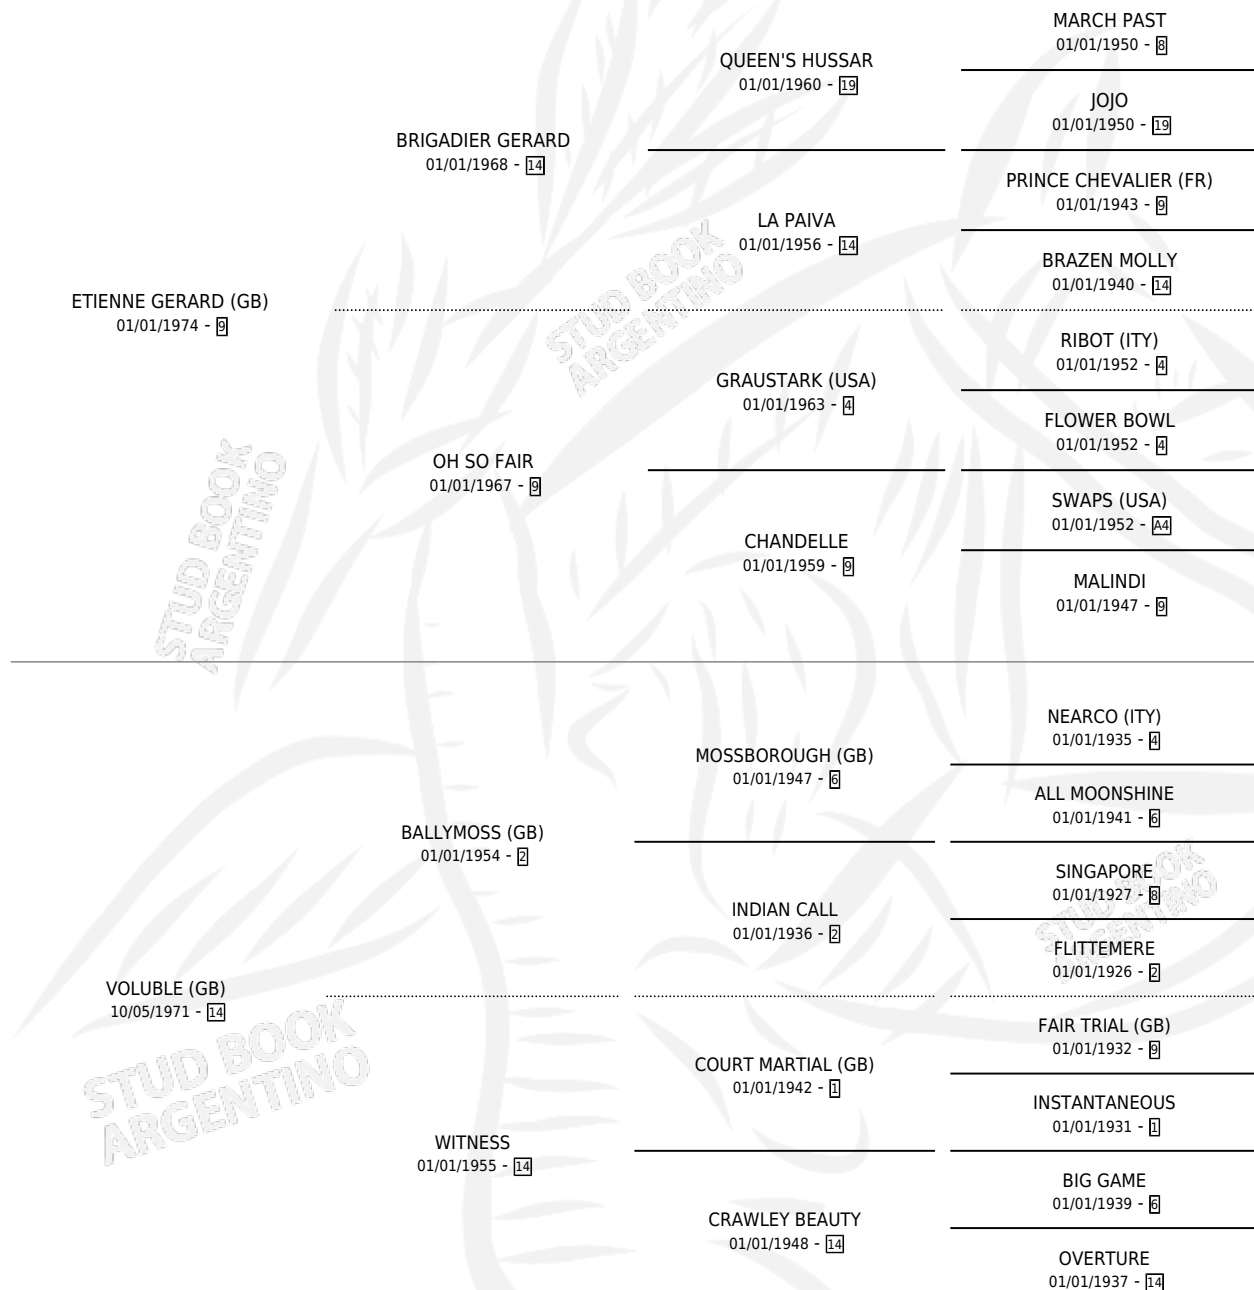 MARCH PAST
01/01/1950 - 8
QUEEN'S HUSSAR
01/01/1960 - 19
JOJO
01/01/1950 - 19
BRIGADIER GERARD
01/01/1968 - 14
PRINCE CHEVALIER (FR)
01/01/1943 - 9
LA PAIVA
01/01/1956 - 14
BRAZEN MOLLY
01/01/1940 - 14
ETIENNE GERARD (GB)
01/01/1974 - 9
STUD BOOK
ARGENTINO
RIBOT (ITY)
01/01/1952 - 4
GRAUSTARK (USA)
01/01/1963 - 4
FLOWER BOWL
01/01/1952 - 4
OH SO FAIR
01/01/1967 - 9
SWAPS (USA)
01/01/1952 - A4
CHANDELLE
01/01/1959 - 9
MALINDI
01/01/1947 - 9
STUD BOOK
ARGENTINO
NEARCO (ITY)
01/01/1935 - 4
MOSSBOROUGH (GB)
01/01/1947 - 6
ALL MOONSHINE
01/01/1941 - 6
BALLYMOSS (GB)
01/01/1954 - 2
SINGAPORE
01/01/1927 - 8
INDIAN CALL
01/01/1936 - 2
STUD BOOK
ARGENTINO
FLITTEMERE
01/01/1926 - 2
VOLUBLE (GB)
10/05/1971 - 14
FAIR TRIAL (GB)
01/01/1932 - 9
COURT MARTIAL (GB)
01/01/1942 - 1
INSTANTANEOUS
01/01/1931 - 1
STUD BOOK
ARGENTINO
WITNESS
01/01/1955 - 14
BIG GAME
01/01/1939 - 6
CRAWLEY BEAUTY
01/01/1948 - 14
OVERTURE
01/01/1937 - 14